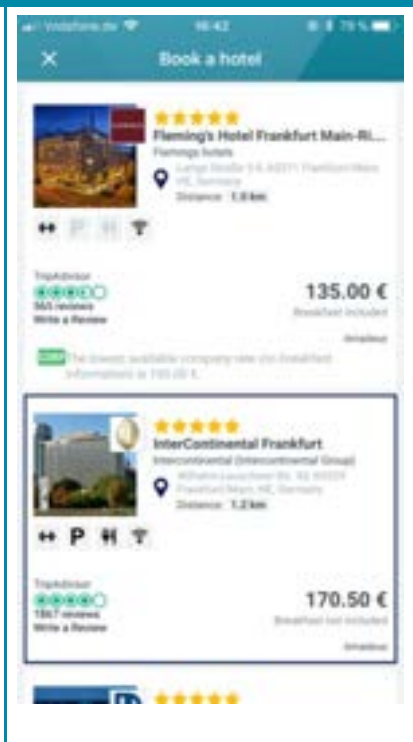 Vodafone.de 16:42 79 %
Book a hotel
Fleming's Hotel Frankfurt Main-Ri...
Flemings hotels
HE, Germany
Distance: 1,0 km
P
TripAdvisor
965 reviews
Write a Review
135.00 €
Breakfast included
Amadeus
The lowest available company rate (no breakfast
information) is
InterContinental Frankfurt
Intercontinental (Intercontinental Group)
Frankfurt Main, HE, Germany
Distance: 1,2 km
P
TripAdvisor
1867 reviews
Write a Review
170.50 €
Breakfast not included
Amadeus